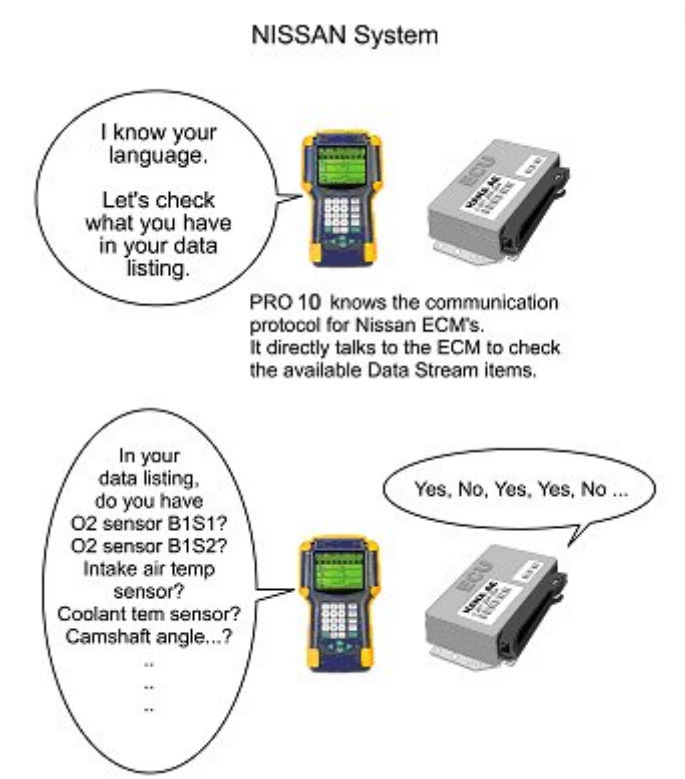 NISSAN System
I know your
language.
Let's check
what you have
in your data
listing.
PRO 10 knows the communication
protocol for Nissan ECM's.
It directly talks to the ECM to check
the available Data Stream items.
In your
data listing,
do you have
O2 sensor B1S1?
O2 sensor B1S2?
Intake air temp
sensor?
Coolant tem sensor?
Camshaft angle...?
..
..
..
Yes, No, Yes, Yes, No ...
ECU
ECU